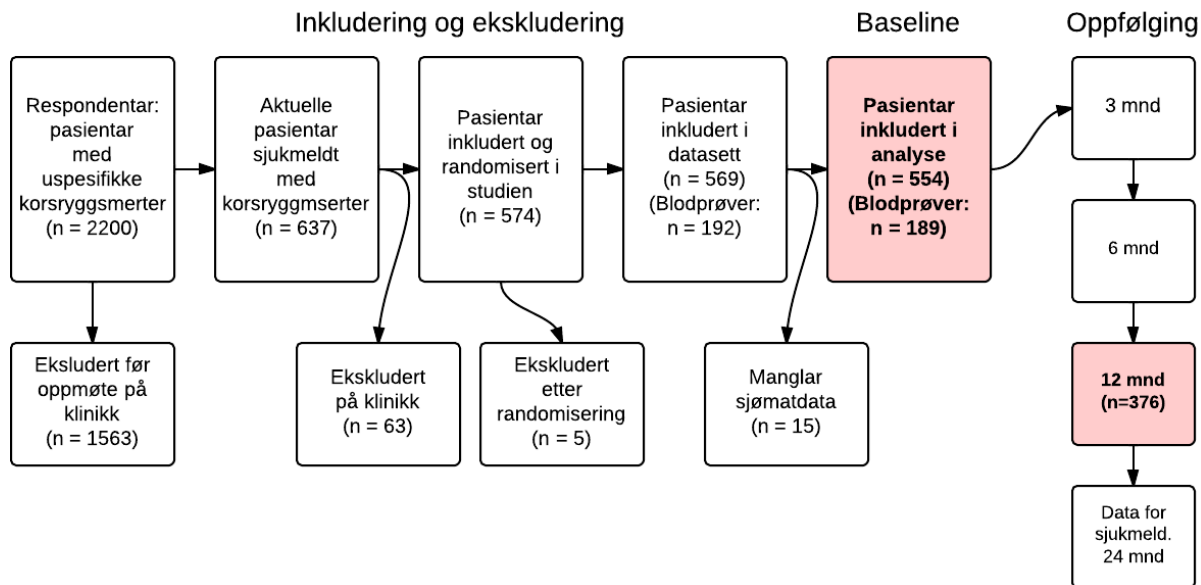 Inkludering og ekskludering
Baseline
Oppfølging
Respondentar:
pasientar
med
uspesifikke
korsryggsmerter
(n = 2200)
Aktuelle
pasientar
sjukmeldt
med
korsryggmserter
(n = 637)
Pasientar
inkludert og
randomisert i
studien
(n = 574)
Pasientar
inkludert i
datasett
(n = 569)
(Blodprøver:
n = 192)
Pasientar
inkludert i
analyse
(n = 554)
(Blodprøver:
n = 189)
3 mnd
6 mnd
Eksludert før
oppmøte på
klinikk
(n = 1563)
Ekskludert
på klinikk
(n = 63)
Ekskludert
etter
randomisering
(n = 5)
Manglar
sjømatdata
(n = 15)
12 mnd
(n=376)
Data for
sjukmeld.
24 mnd